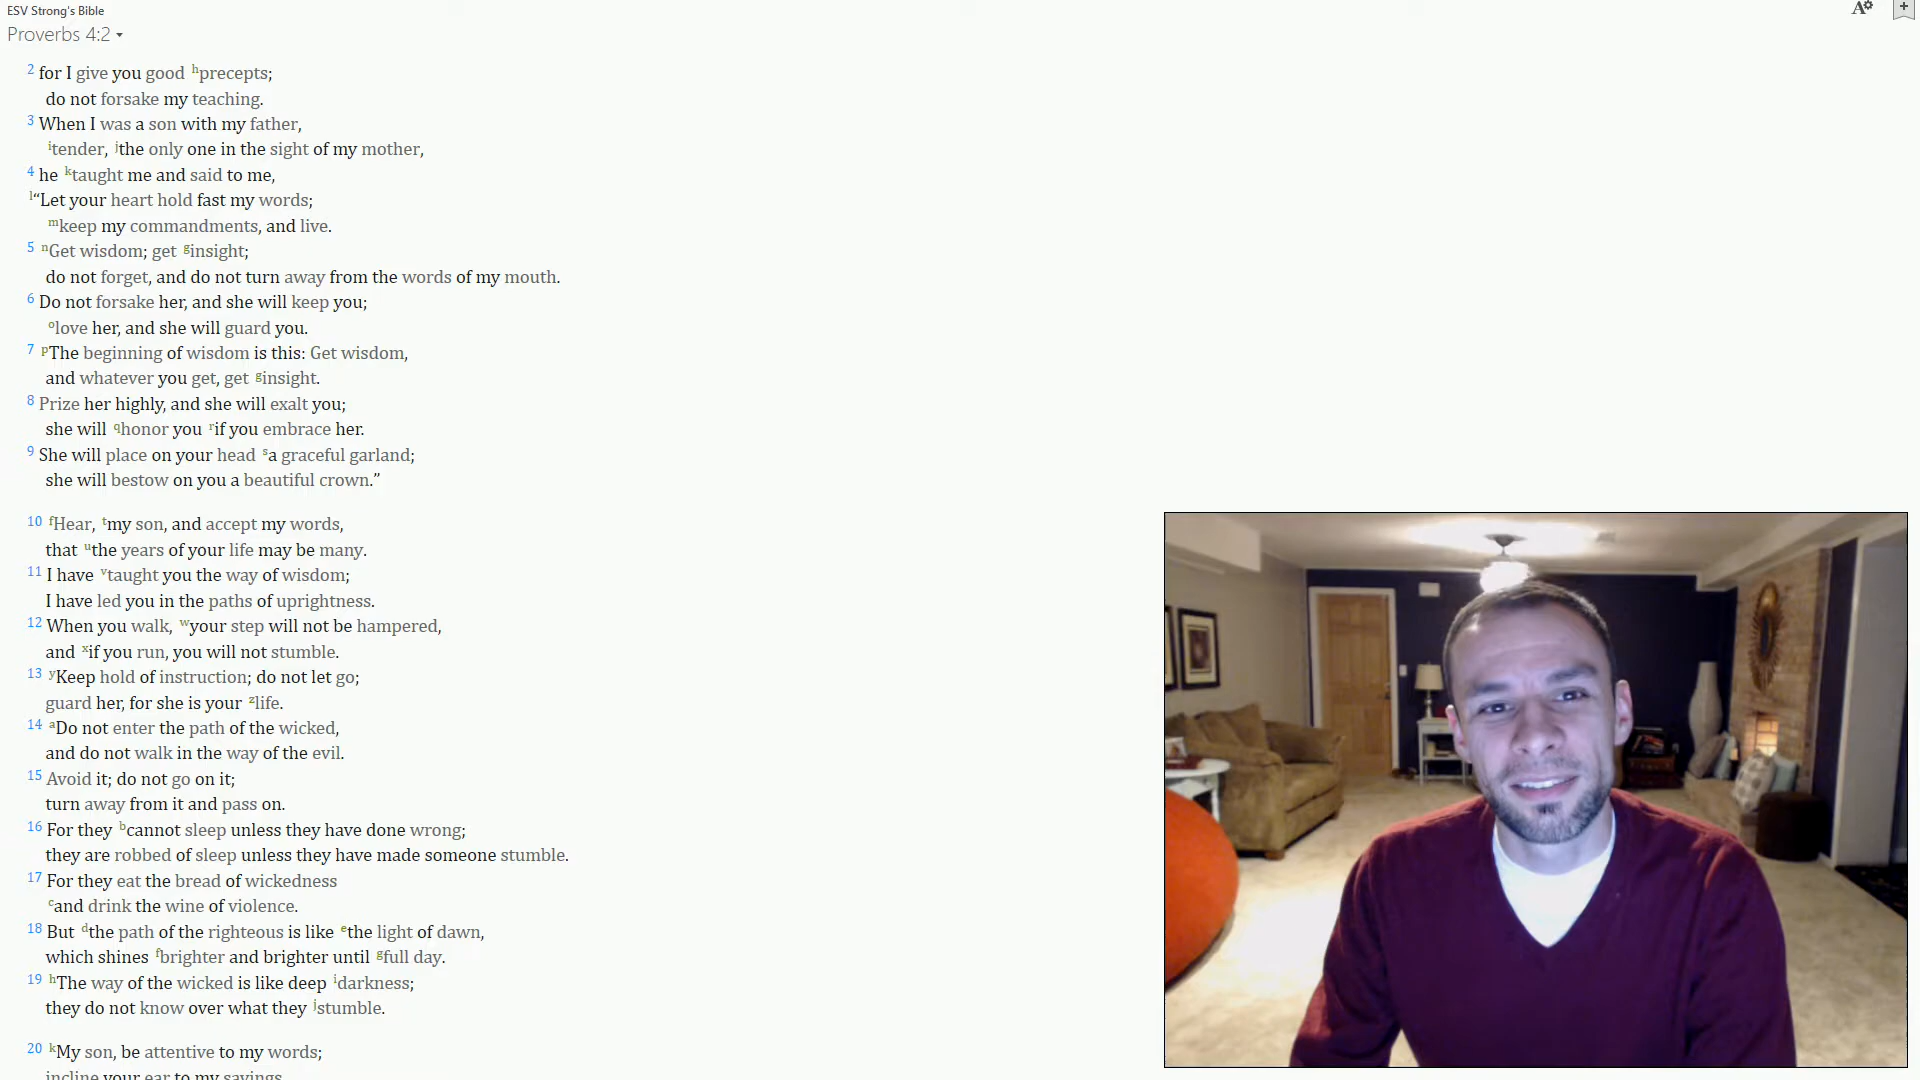 ESV Strong's Bible
Proverbs 4:2
2 for I give you good hprecepts;
do not forsake my teaching.
3 When I was a son with my father,
itender, jthe only one in the sight of my mother,
4 he ktaught me and said to me,
l“Let your heart hold fast my words;
mkeep my commandments, and live.
5 nGet wisdom; get ginsight;
do not forget, and do not turn away from the words of my mouth.
6 Do not forsake her, and she will keep you;
olove her, and she will guard you.
7 pThe beginning of wisdom is this: Get wisdom,
and whatever you get, get ginsight.
8 Prize her highly, and she will exalt you;
she will qhonor you rif you embrace her.
9 She will place on your head sa graceful garland;
she will bestow on you a beautiful crown.”
10 fHear, tmy son, and accept my words,
that uthe years of your life may be many.
11 I have vtaught you the way of wisdom;
I have led you in the paths of uprightness.
12 When you walk, wyour step will not be hampered,
and xif you run, you will not stumble.
13 yKeep hold of instruction; do not let go;
guard her, for she is your zlife.
14 aDo not enter the path of the wicked,
and do not walk in the way of the evil.
15 Avoid it; do not go on it;
turn away from it and pass on.
16 For they bcannot sleep unless they have done wrong;
they are robbed of sleep unless they have made someone stumble.
17 For they eat the bread of wickedness
cand drink the wine of violence.
18 But dthe path of the righteous is like ethe light of dawn,
which shines fbrighter and brighter until gfull day.
19 hThe way of the wicked is like deep idarkness;
they do not know over what they jstumble.
20 kMy son, be attentive to my words;
incline your ear to my sayings